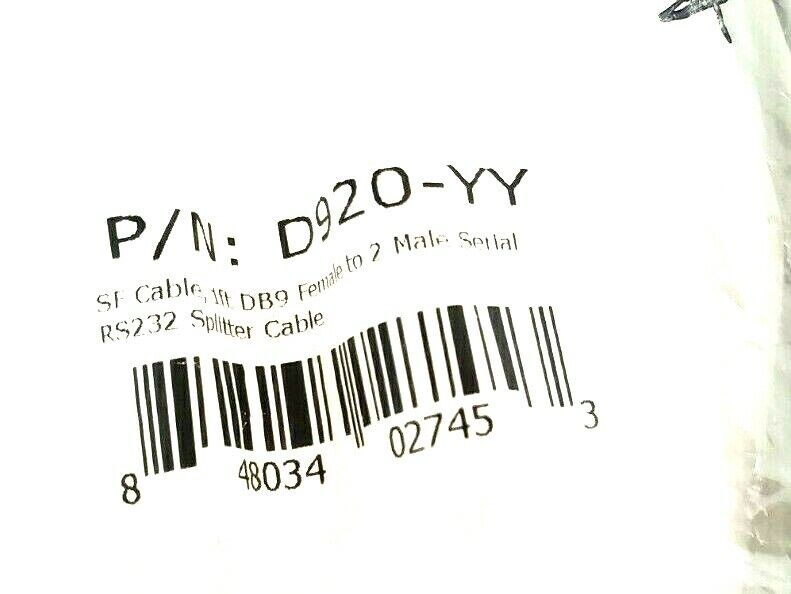 P/N: D920-YY
SF Cable, 1ft DB9 Female to 2 Male Serial
RS232 Splitter Cable
8 48034 02745 3